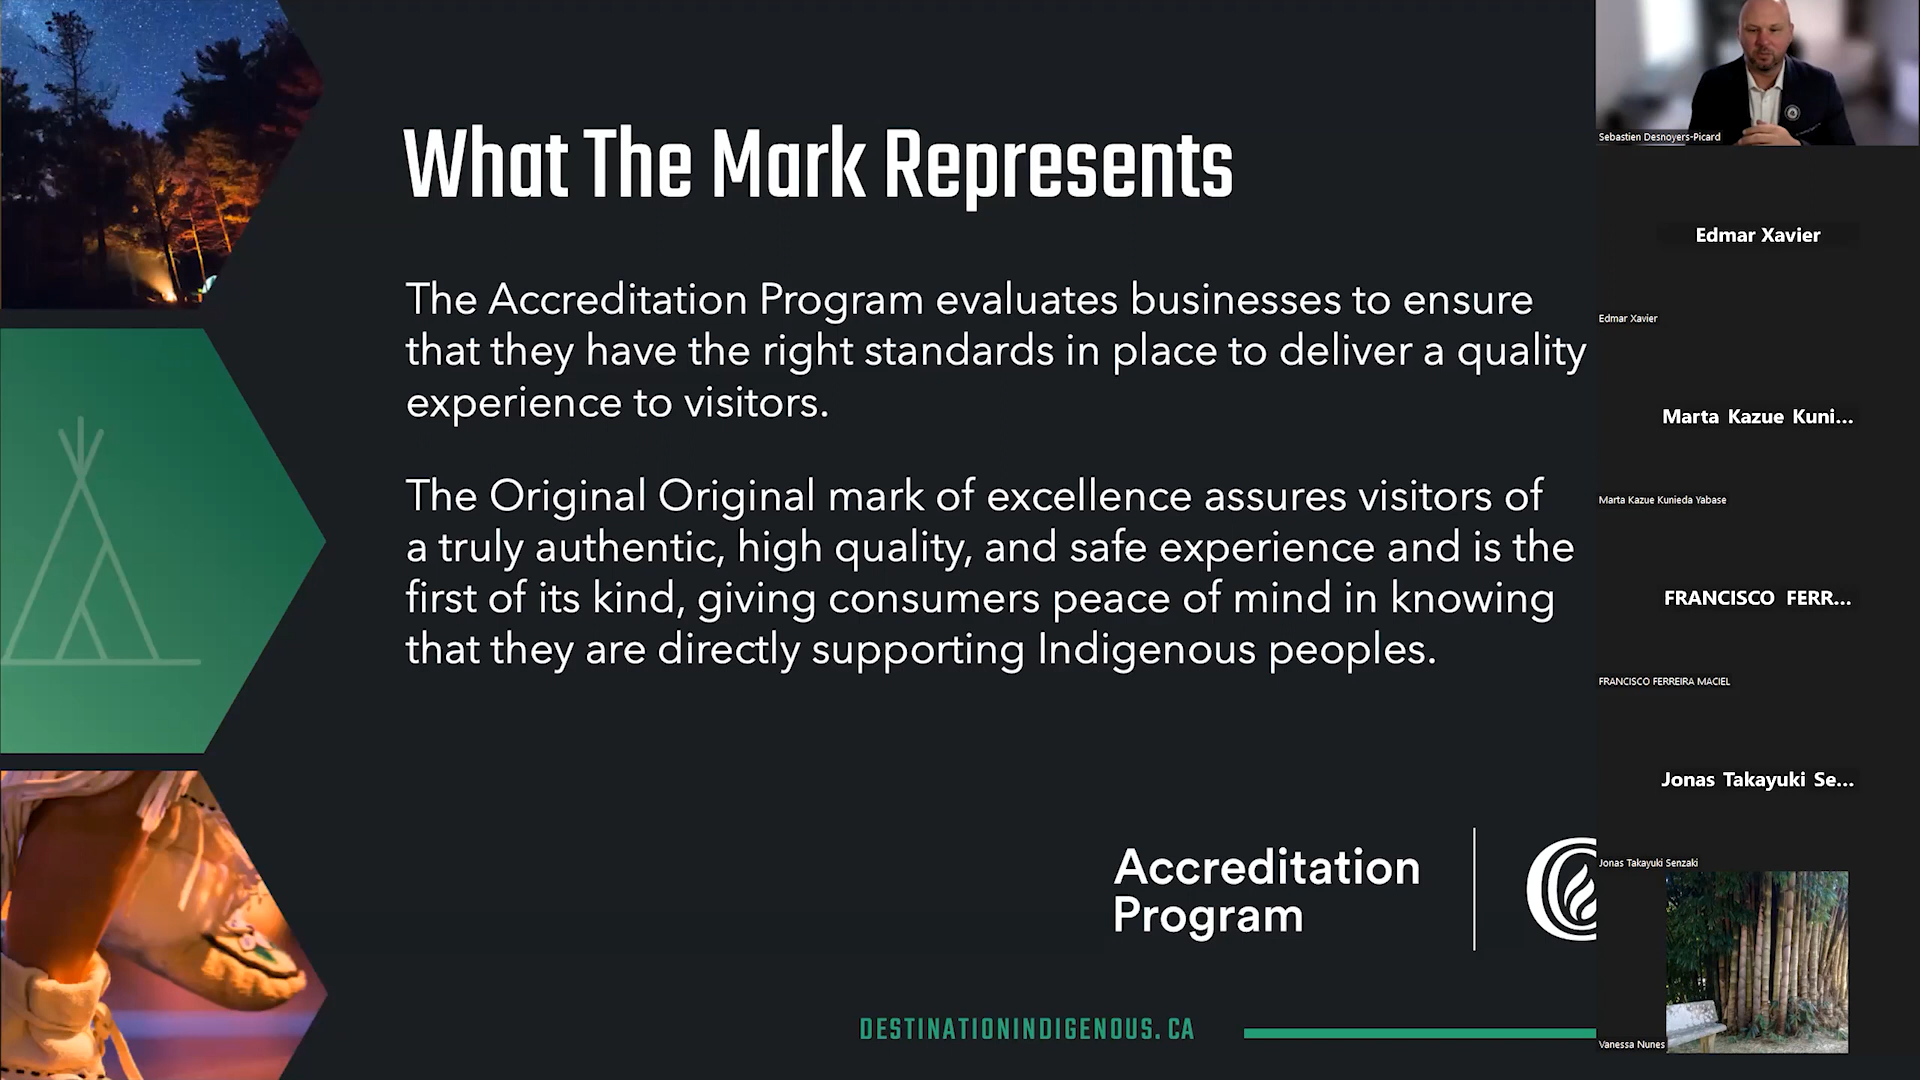 What The Mark Represents
The Accreditation Program evaluates businesses to ensure
that they have the right standards in place to deliver a quality
experience to visitors.
The Original Original mark of excellence assures visitors of
a truly authentic, high quality, and safe experience and is the
first of its kind, giving consumers peace of mind in knowing
that they are directly supporting Indigenous peoples.
Accreditation
Program
DESTINATIONINDIGENOUS.CA
Sebastien Desnoyers-Picard
Edmar Xavier
Edmar Xavier
Marta Kazue Kuni...
Marta Kazue Kunieda Yabase
FRANCISCO FERR...
FRANCISCO FERREIRA MACIEL
Jonas Takayuki Se...
Jonas Takayuki Senzaki
Vanessa Nunes